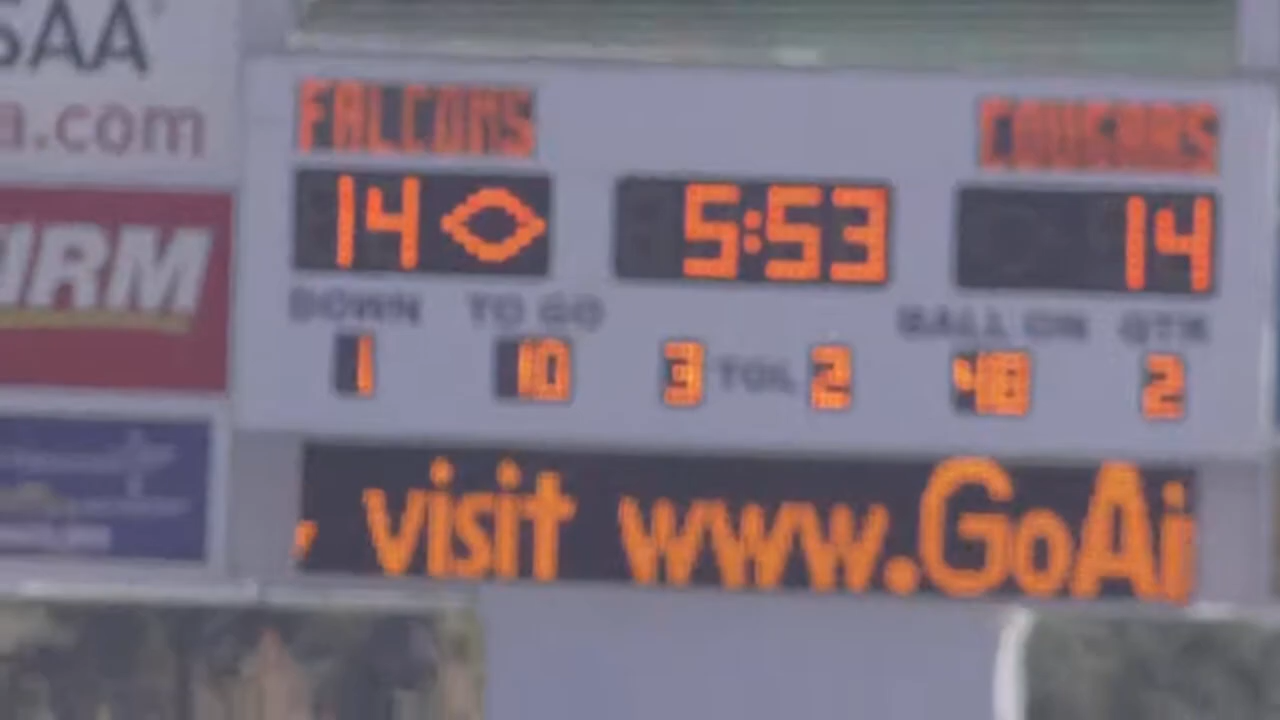 SAA
a.com
URM
FALCONS
COUGARS
14
5:53
14
DOWN
TO GO
BALL ON
QTR
1
10
3
TOL
2
48
2
visit www.GoAi